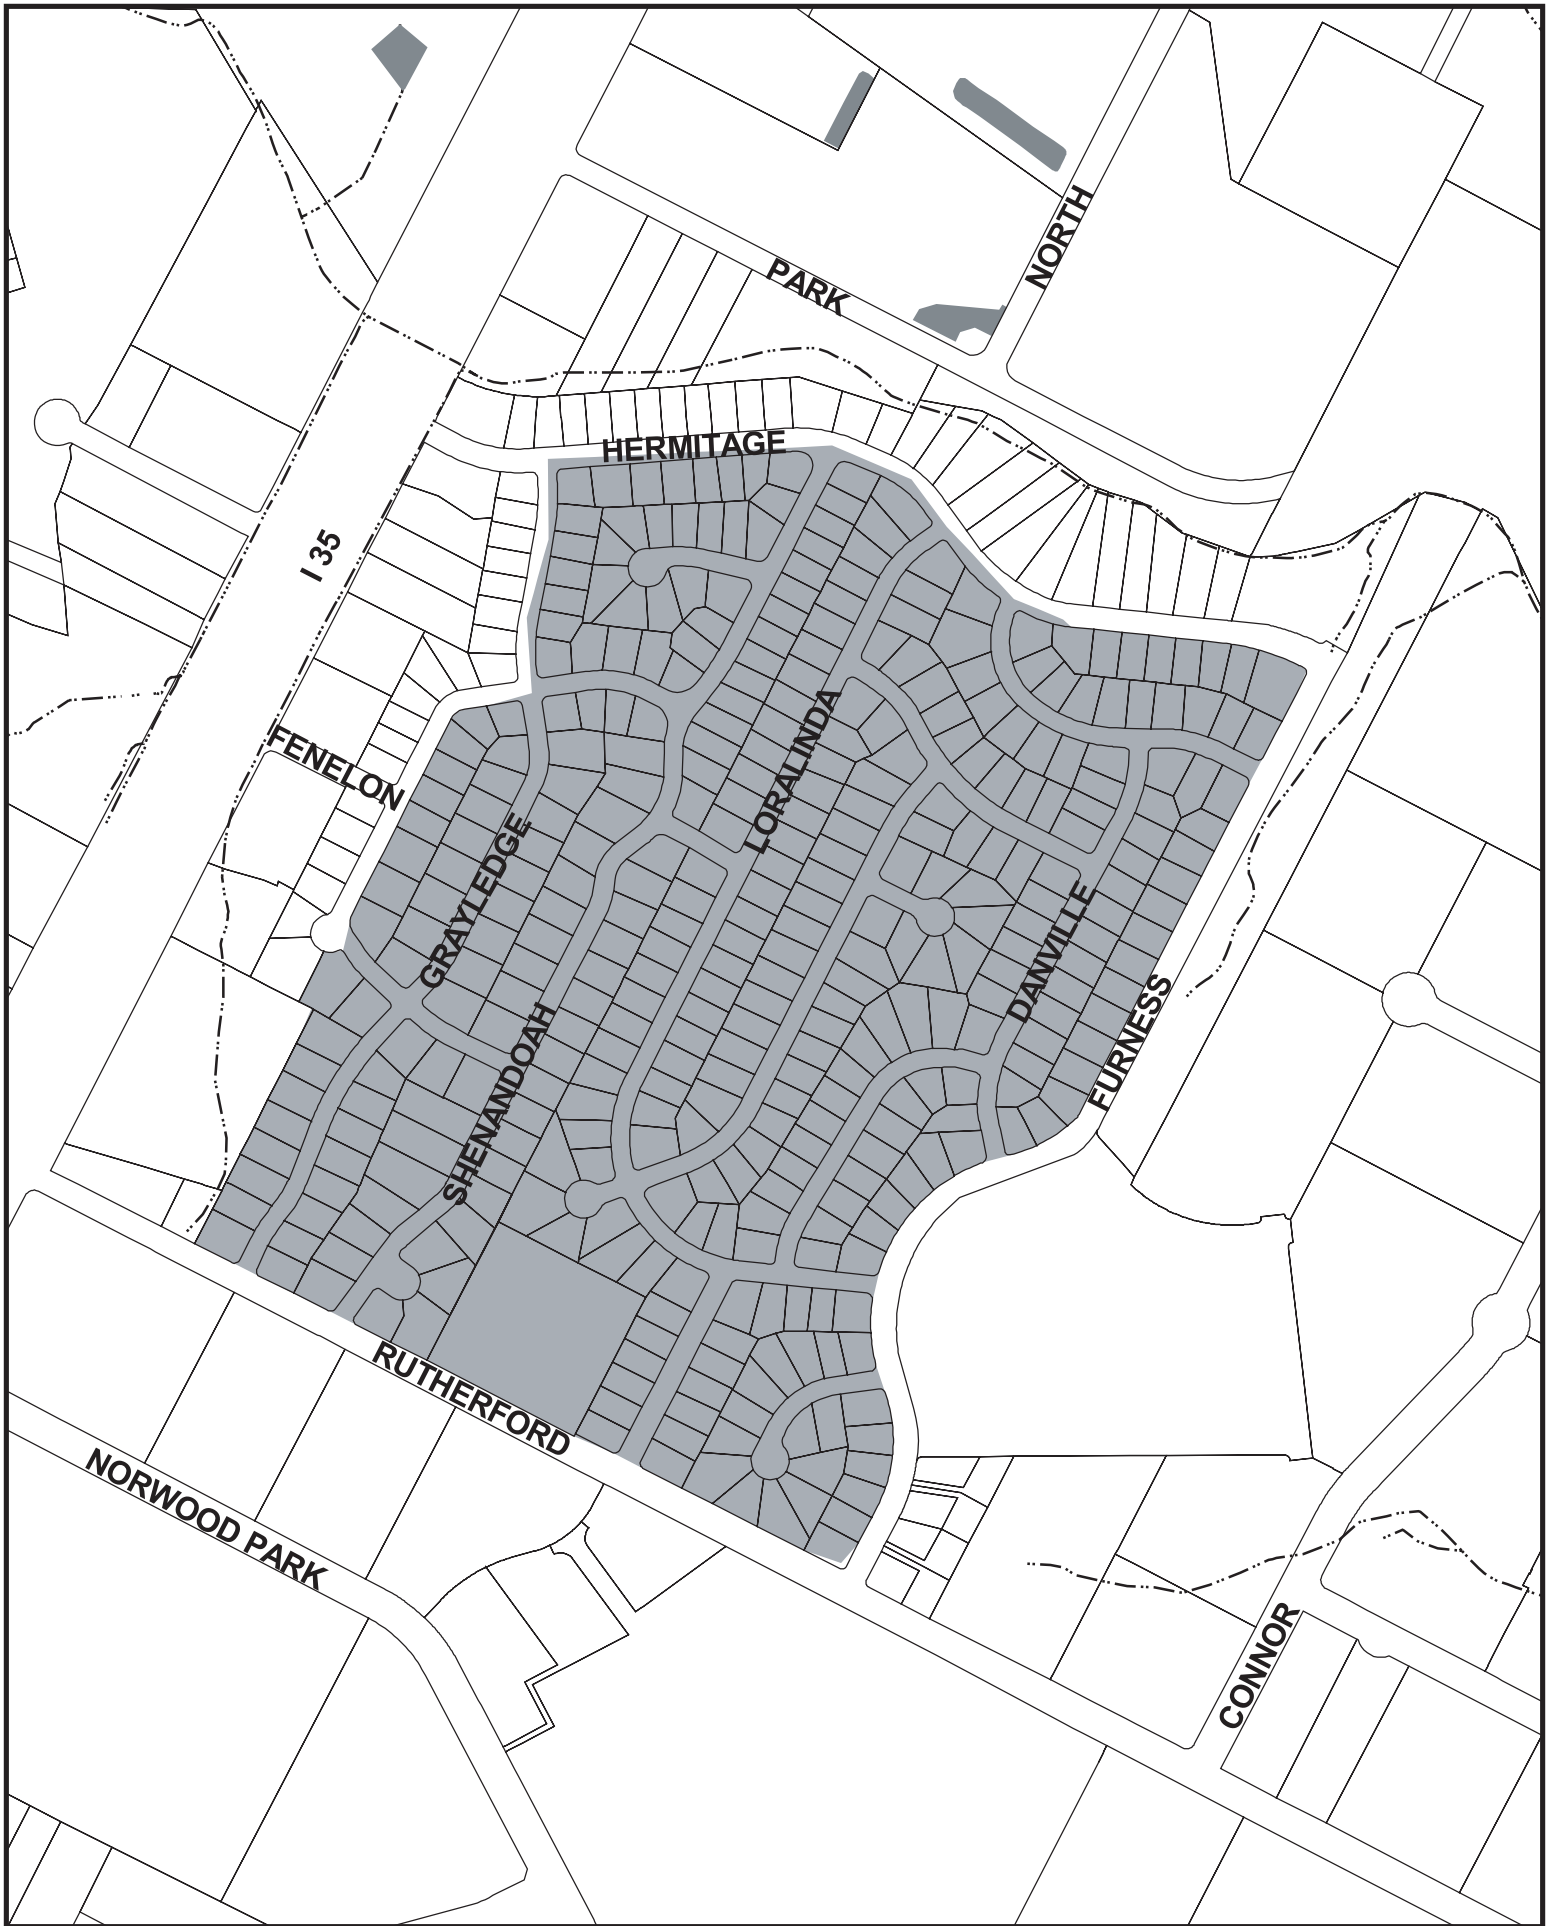 NORTH
PARK
HERMITAGE
I 35
LORALINDA
FENELON
GRAYLEDGE
DANVILLE
FURNESS
SHENANDOAH
RUTHERFORD
NORWOOD PARK
CONNOR